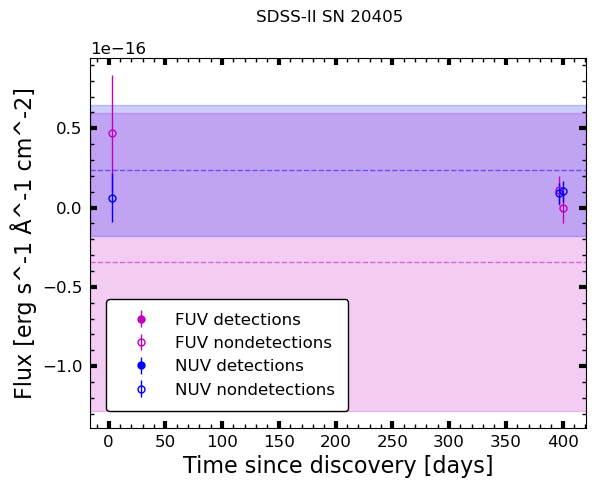 SDSS-II SN 20405
1e−16
0.5
0.0
−0.5
−1.0
Flux [erg s^-1 Å^-1 cm^-2]
FUV detections
FUV nondetections
NUV detections
NUV nondetections
0 50 100 150 200 250 300 350 400
Time since discovery [days]